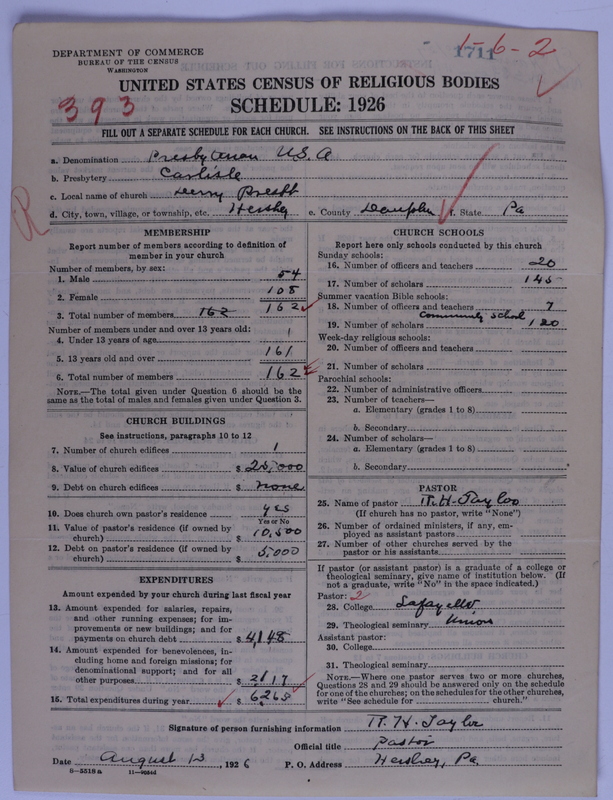 1-6-2
1711
DEPARTMENT OF COMMERCE
BUREAU OF THE CENSUS
WASHINGTON
UNITED STATES CENSUS OF RELIGIOUS BODIES
SCHEDULE: 1926
393
FILL OUT A SEPARATE SCHEDULE FOR EACH CHURCH. SEE INSTRUCTIONS ON THE BACK OF THIS SHEET
a. Denomination Presbyterian U.S.A
b. Presbytery Carlisle
c. Local name of church Derry Presbt
d. City, town, village, or township, etc. Hershey e. County Dauphin f. State Pa
R
MEMBERSHIP
Report number of members according to definition of member in your church
Number of members, by sex:
1. Male 54
2. Female 108
3. Total number of members 162 162
Number of members under and over 13 years old:
4. Under 13 years of age 1
5. 13 years old and over 161
6. Total number of members 162
NOTE.—The total given under Question 6 should be the
same as the total of males and females given under Question 3.
CHURCH BUILDINGS
See instructions, paragraphs 10 to 12
7. Number of church edifices 1
8. Value of church edifices $ 25,000
9. Debt on church edifices $ none
10. Does church own pastor's residence yes
Yes or No
11. Value of pastor's residence (if owned by
church) $ 10,500
12. Debt on pastor's residence (if owned by
church) $ 5,000
EXPENDITURES
Amount expended by your church during last fiscal year
13. Amount expended for salaries, repairs,
and other running expenses; for im-
provements or new buildings; and for
payments on church debt $ 4,148
14. Amount expended for benevolences, in-
cluding home and foreign missions; for
denominational support; and for all
other purposes $ 2117
15. Total expenditures during year $ 6265
CHURCH SCHOOLS
Report here only schools conducted by this church
Sunday schools:
16. Number of officers and teachers 20
17. Number of scholars 145
Summer vacation Bible schools:
18. Number of officers and teachers 7
Community School
19. Number of scholars 120
Week-day religious schools:
20. Number of officers and teachers
21. Number of scholars
Parochial schools:
22. Number of administrative officers
23. Number of teachers—
a. Elementary (grades 1 to 8)
b. Secondary
24. Number of scholars—
a. Elementary (grades 1 to 8)
b. Secondary
PASTOR
25. Name of pastor W. H. Taylor
(If church has no pastor, write "None")
26. Number of ordained ministers, if any, em-
ployed as assistant pastors
27. Number of other churches served by the
pastor or his assistants
If pastor (or assistant pastor) is a graduate of a college or
theological seminary, give name of institution below. (If
not a graduate, write "No" in the space indicated.)
Pastor: 2
28. College Lafayette
29. Theological seminary Union
Assistant pastor:
30. College
31. Theological seminary
NOTE.—Where one pastor serves two or more churches,
Questions 28 and 29 should be answered only on the schedule
for one of the churches; on the schedules for the other churches,
write "See schedule for church."
Signature of person furnishing information W. H. Taylor
Official title Pastor
Date August 13, 1926 P. O. Address Hershey, Pa
8-5518a 11-9024d